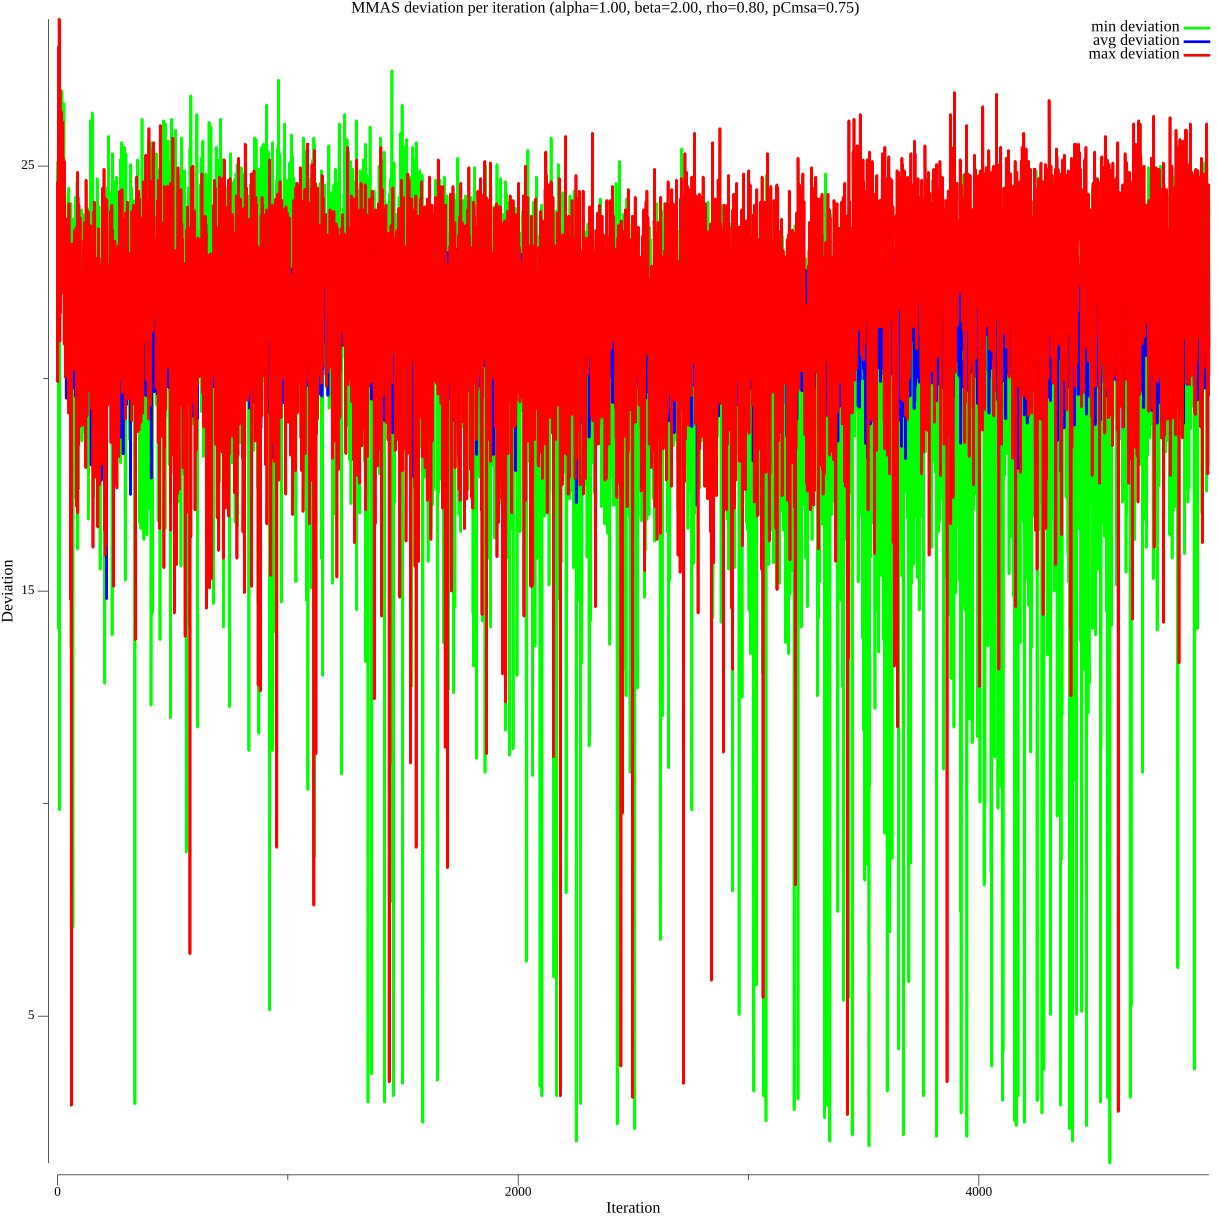 MMAS deviation per iteration (alpha=1.00, beta=2.00, rho=0.80, pCmsa=0.75)
min deviation
avg deviation
max deviation
25
15
5
Deviation
0
2000
4000
Iteration